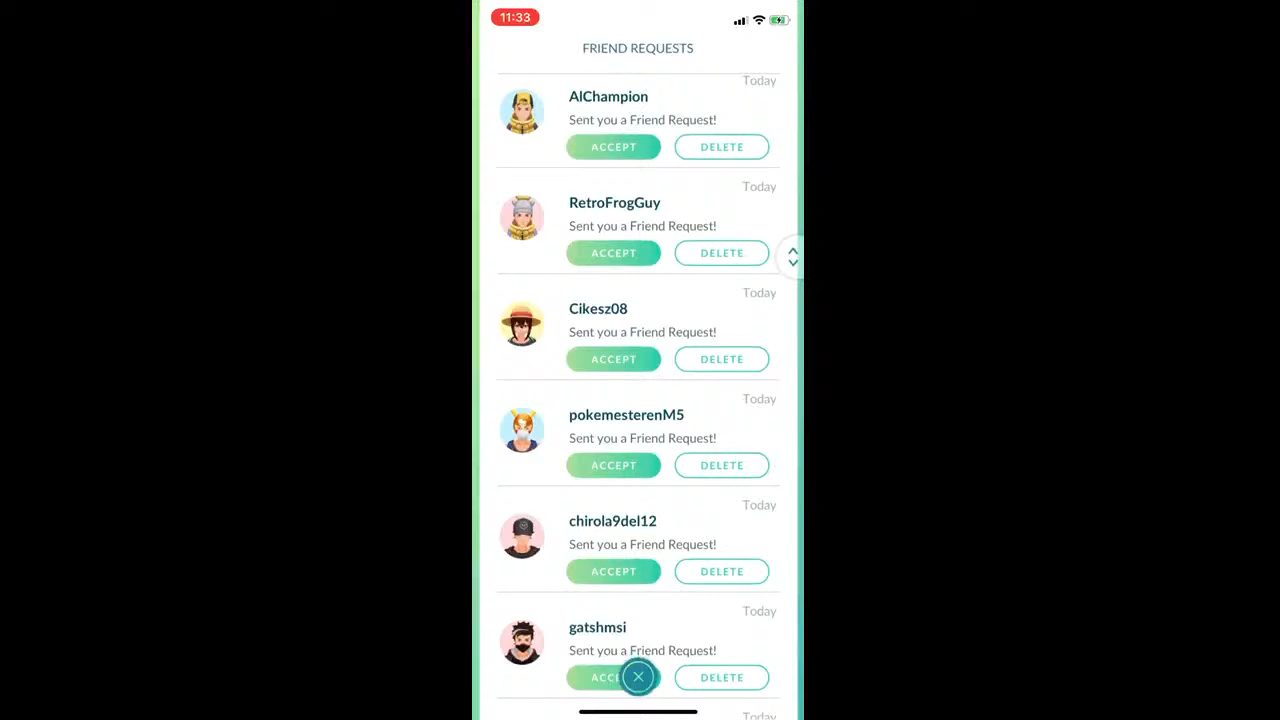 11:33
FRIEND REQUESTS
Today
AlChampion
Sent you a Friend Request!
ACCEPT DELETE
Today
RetroFrogGuy
Sent you a Friend Request!
ACCEPT DELETE
Today
Cikesz08
Sent you a Friend Request!
ACCEPT DELETE
Today
pokemesterenM5
Sent you a Friend Request!
ACCEPT DELETE
Today
chirola9del12
Sent you a Friend Request!
ACCEPT DELETE
Today
gatshmsi
Sent you a Friend Request!
ACCE DELETE
Today